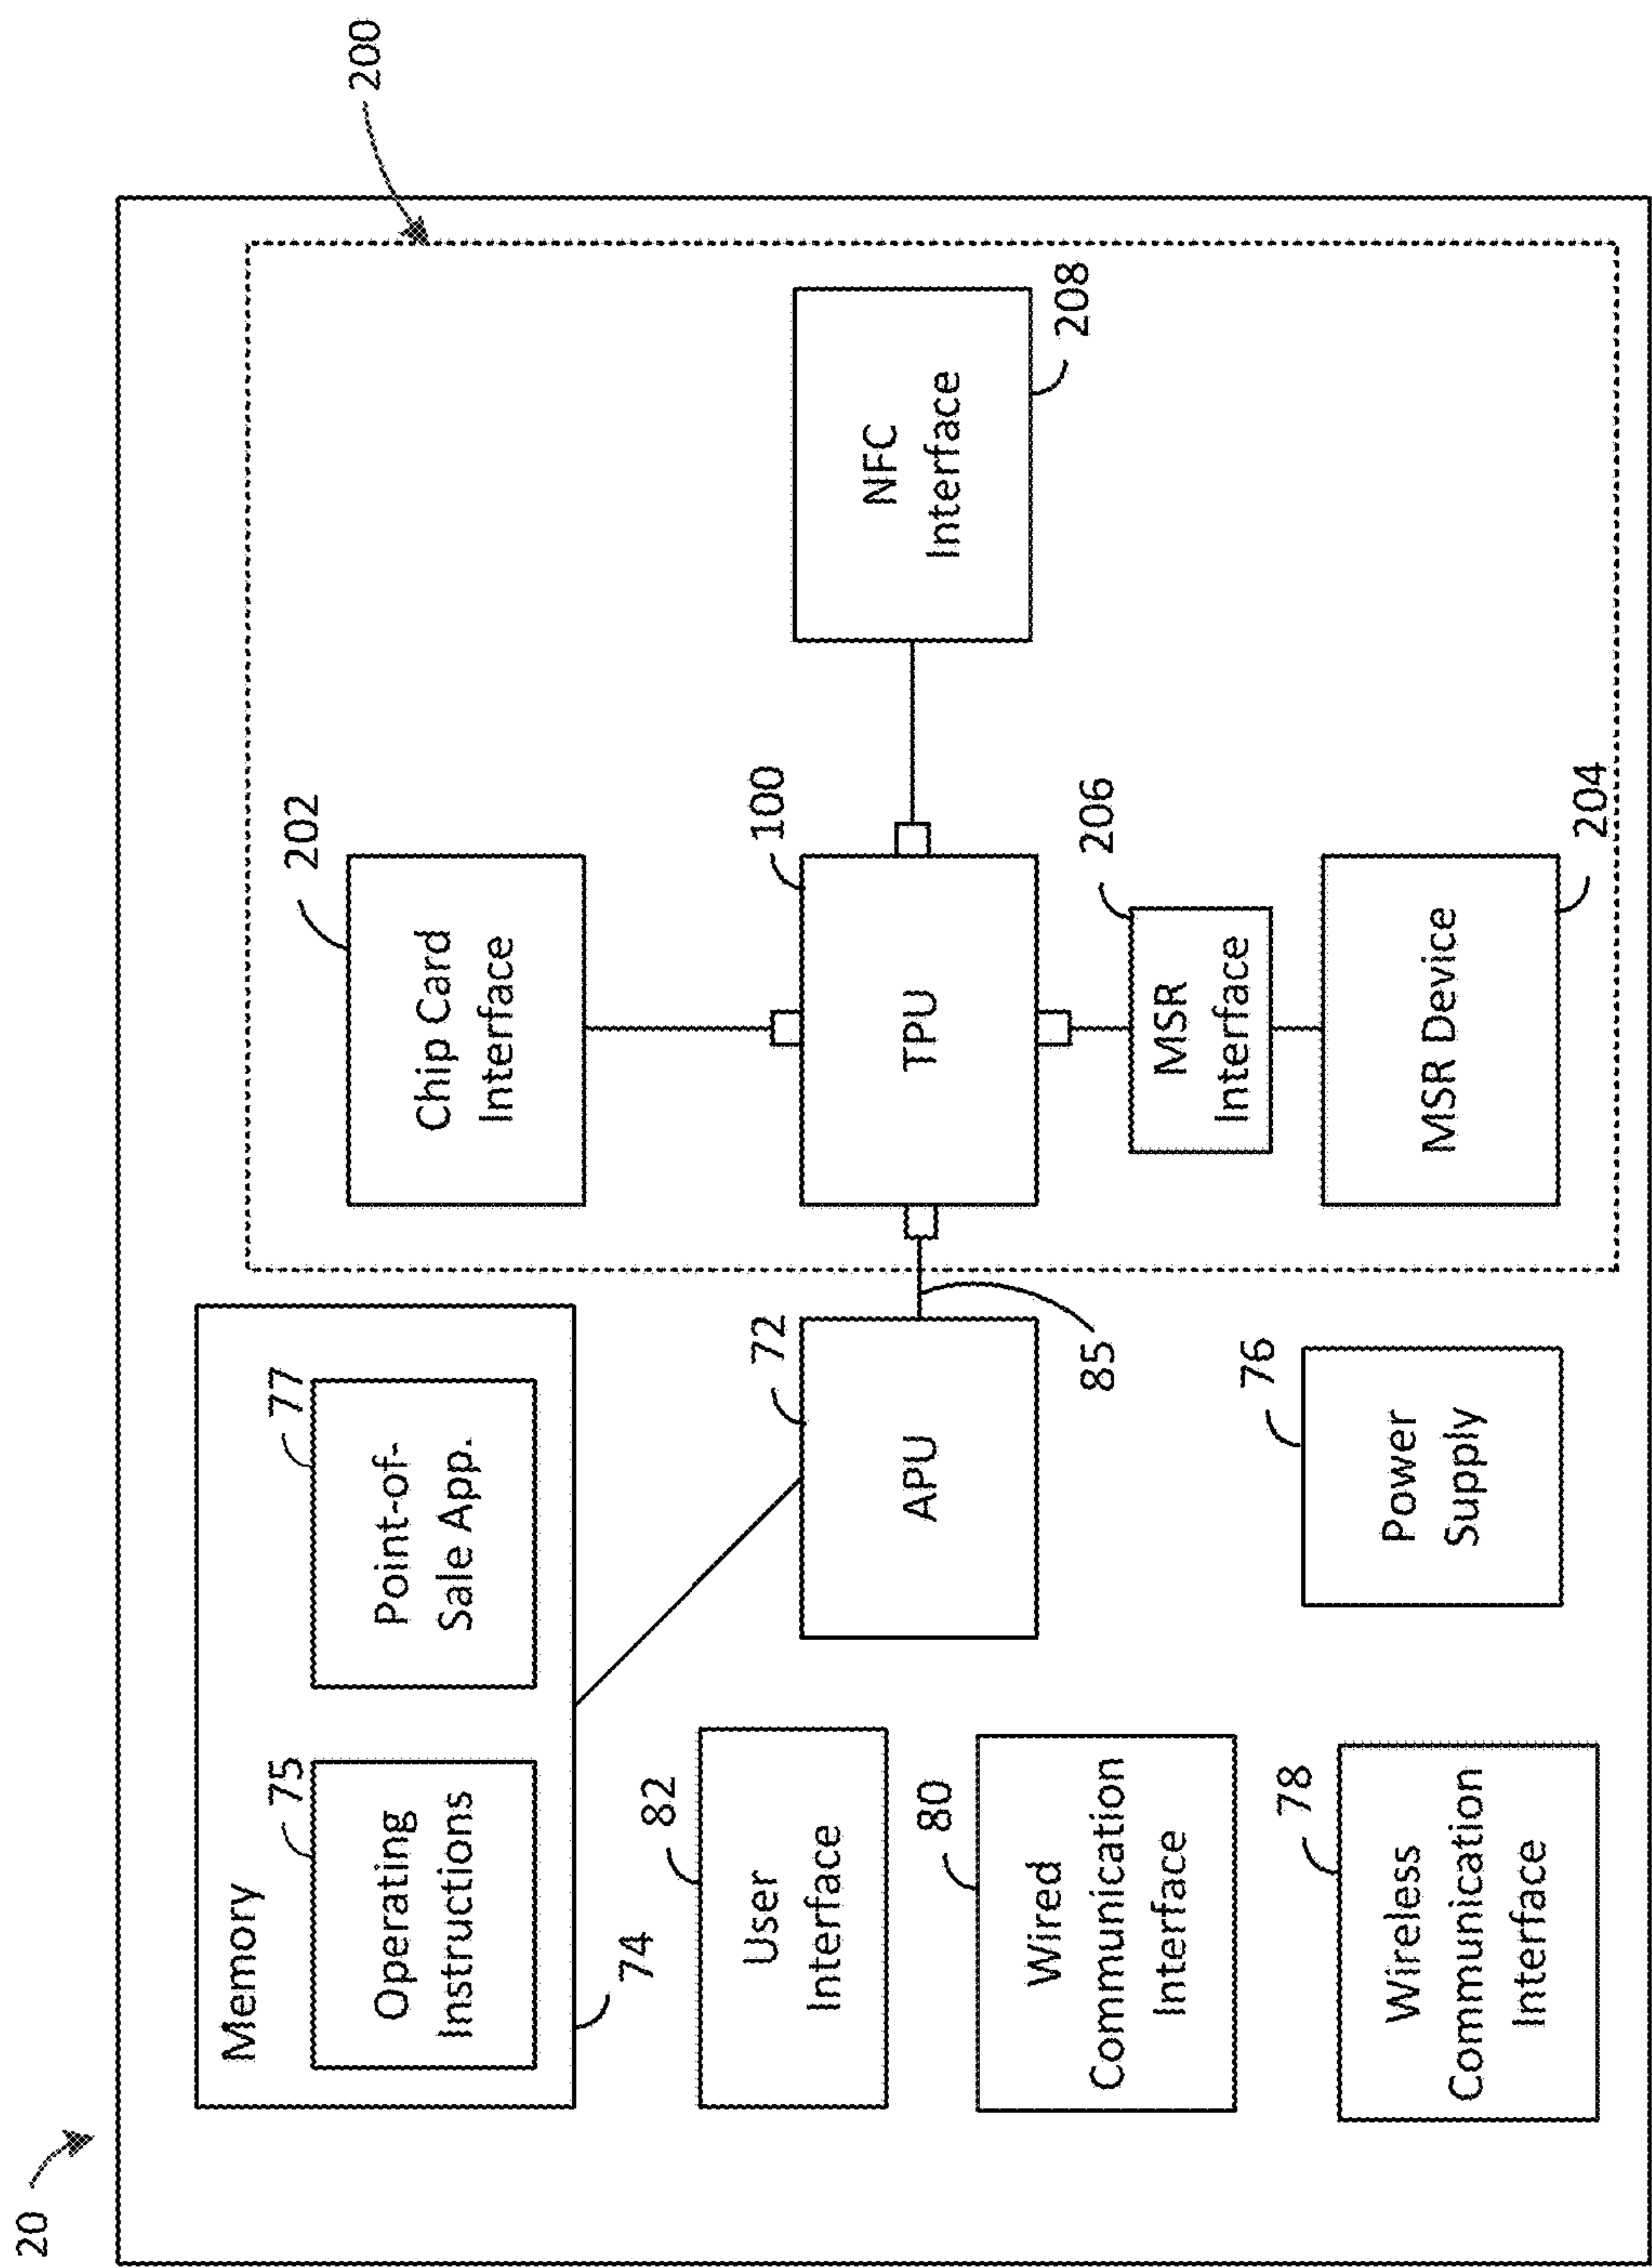 20
200
Memory
75
Operating
Instructions
77
Point-of-
Sale App.
74
82
User
Interface
80
Wired
Communication
Interface
78
Wireless
Communication
Interface
72
APU
85
76
Power
Supply
202
Chip Card
Interface
100
TPU
206
MSR
Interface
204
MSR Device
NFC
Interface
208